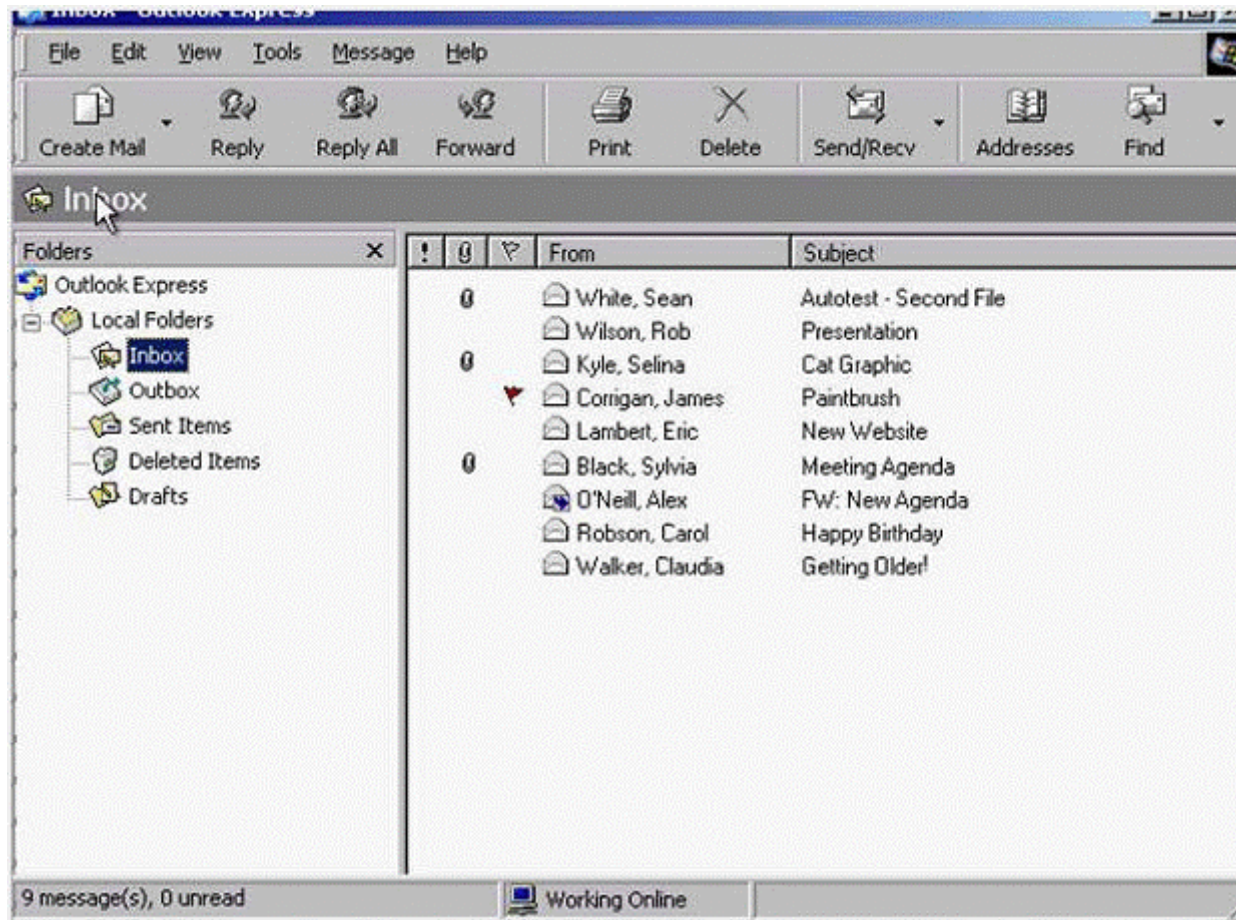 Inbox - Outlook Express
File Edit View Tools Message Help
Create Mail Reply Reply All Forward Print Delete Send/Recv Addresses Find
Inbox
Folders
Outlook Express
Local Folders
Inbox
Outbox
Sent Items
Deleted Items
Drafts
! From Subject
White, Sean Autotest - Second File
Wilson, Rob Presentation
Kyle, Selina Cat Graphic
Corrigan, James Paintbrush
Lambert, Eric New Website
Black, Sylvia Meeting Agenda
O'Neill, Alex FW: New Agenda
Robson, Carol Happy Birthday
Walker, Claudia Getting Older!
9 message(s), 0 unread Working Online